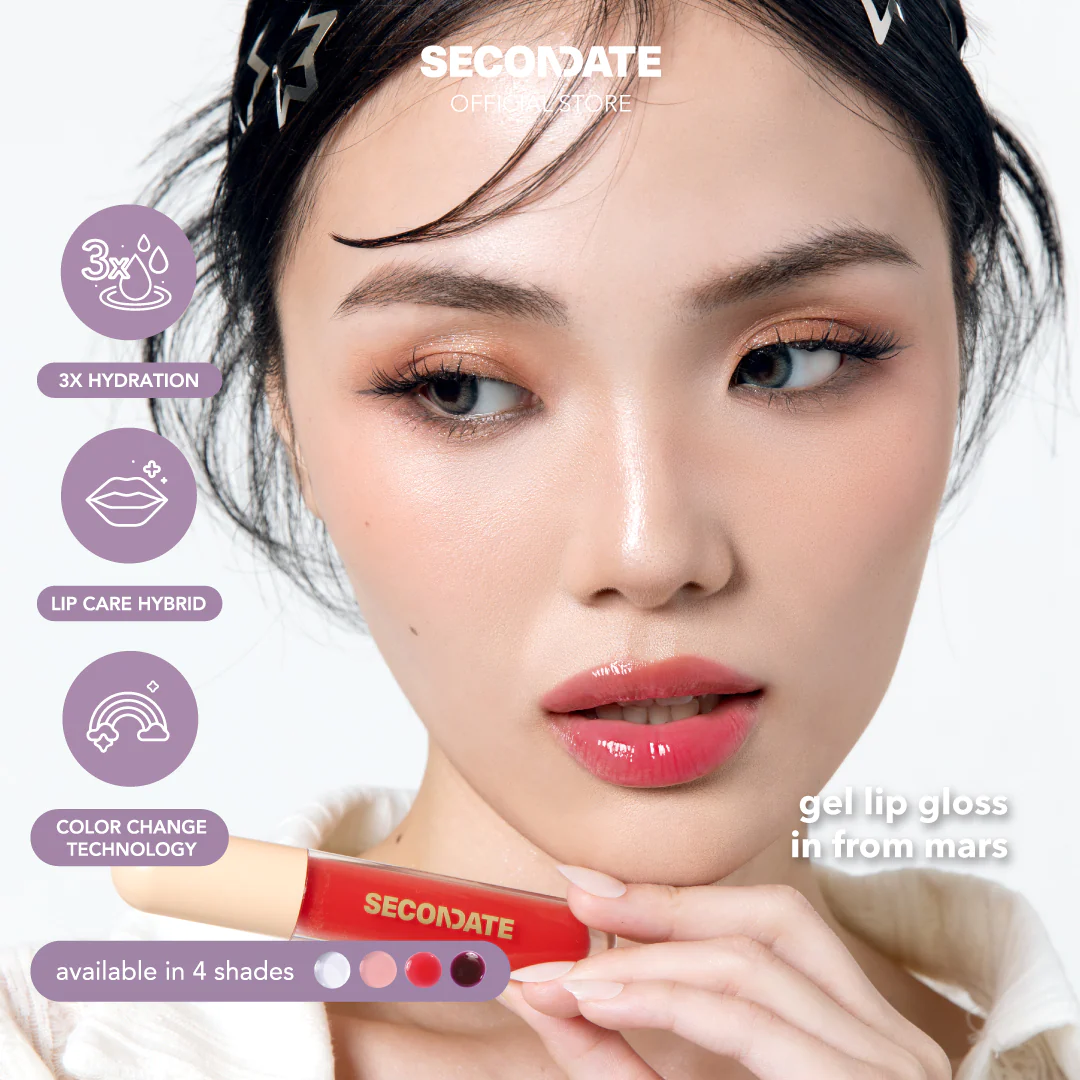 SECONDATE
OFFICIAL STORE
3x
3X HYDRATION
LIP CARE HYBRID
COLOR CHANGE
TECHNOLOGY
gel lip gloss
in from mars
SECONDATE
available in 4 shades